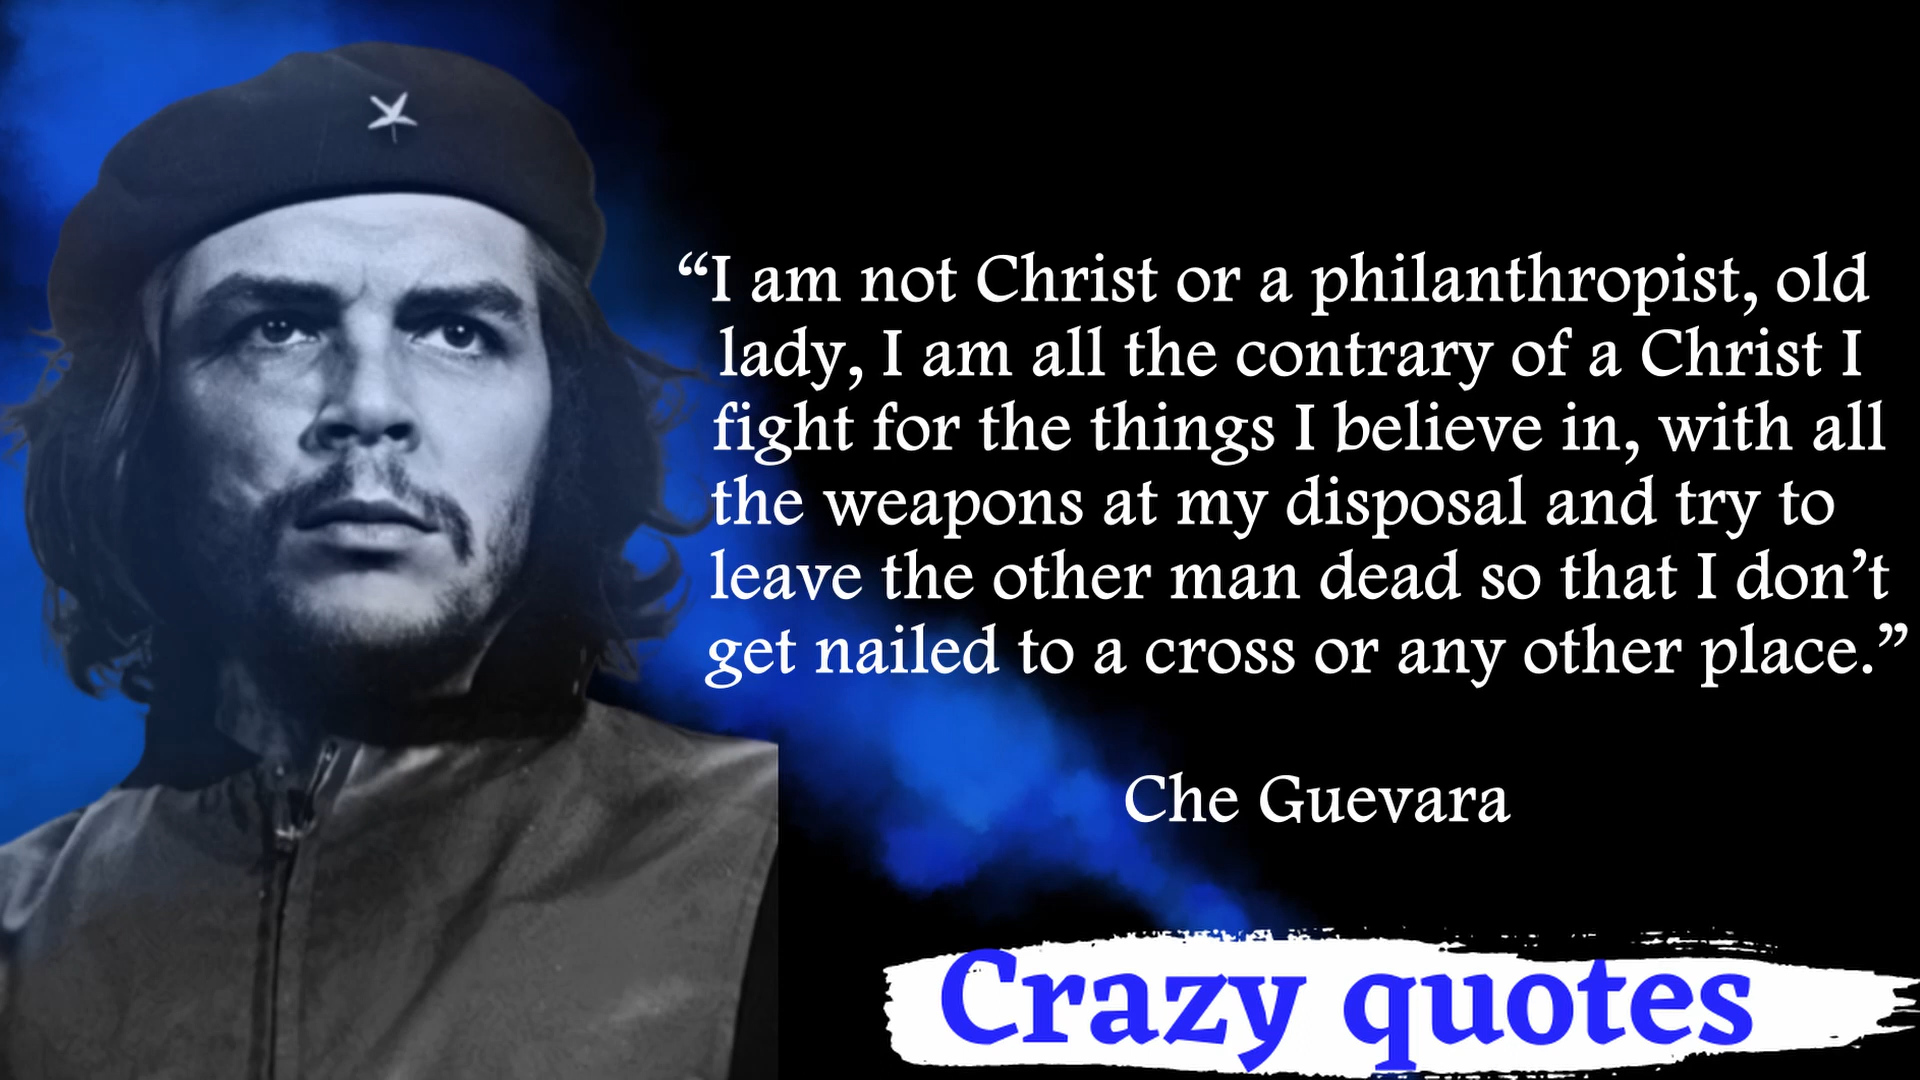 “I am not Christ or a philanthropist, old
lady, I am all the contrary of a Christ I
fight for the things I believe in, with all
the weapons at my disposal and try to
leave the other man dead so that I don’t
get nailed to a cross or any other place.”
Che Guevara
Crazy quotes